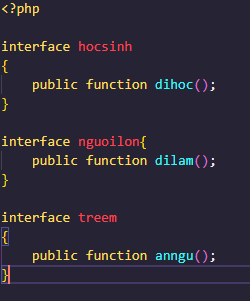 <?php
interface hocsinh
{
public function dihoc();
}
interface nguoilon{
public function dilam();
}
interface treem
{
public function anngu();
}